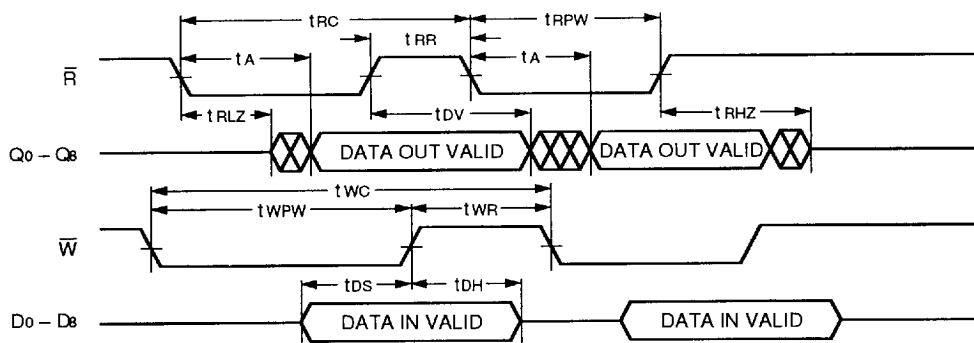 tRC tRPW
tRR
tA tA
R̅
tRLZ tDV tRHZ
Q0 – Q8 DATA OUT VALID DATA OUT VALID
tWC
tWPW tWR
W̅
tDS tDH
D0 – D8 DATA IN VALID DATA IN VALID